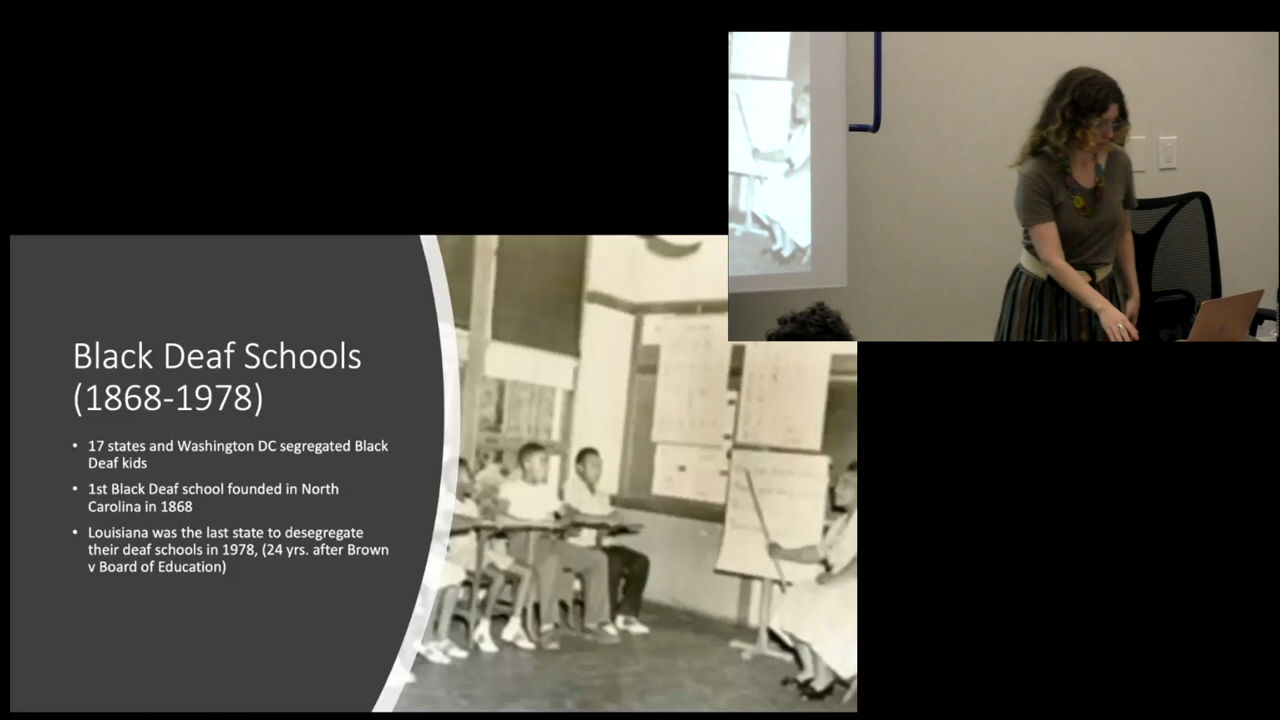 Black Deaf Schools
(1868-1978)
• 17 states and Washington DC segregated Black
Deaf kids
• 1st Black Deaf school founded in North
Carolina in 1868
• Louisiana was the last state to desegregate
their deaf schools in 1978, (24 yrs. after Brown
v Board of Education)